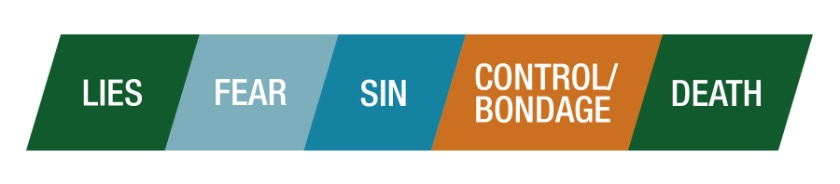 LIES
FEAR
SIN
CONTROL/
BONDAGE
DEATH